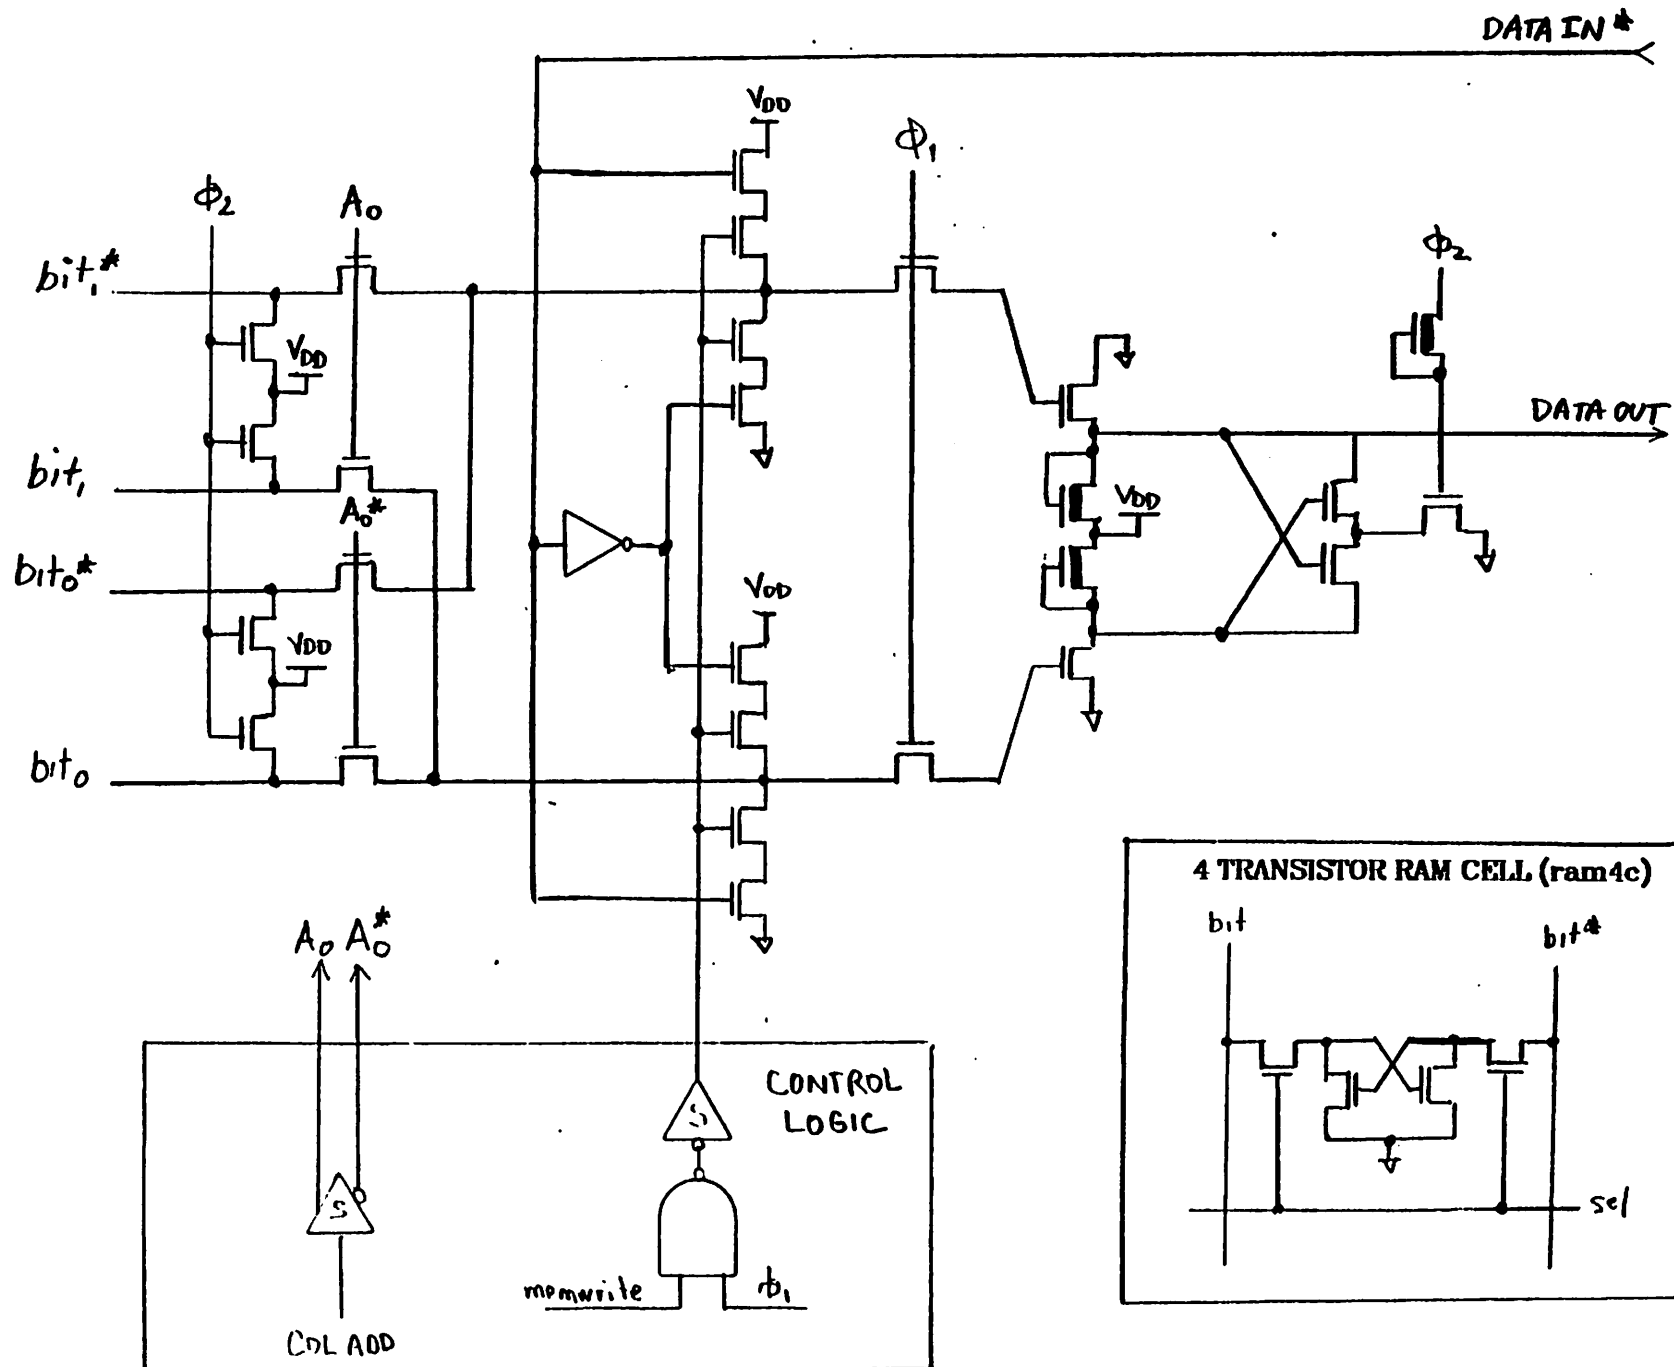 DATA IN*
VDD
Φ1
Φ2
A0
bit1*
Φ2
VDD
DATA OUT
bit1
A0*
VDD
bit0*
VDD
VDD
bit0
4 TRANSISTOR RAM CELL (ram4c)
A0 A0*
bit
bit*
CONTROL
LOGIC
S
S
sel
memwrite
Φ1
COL ADD